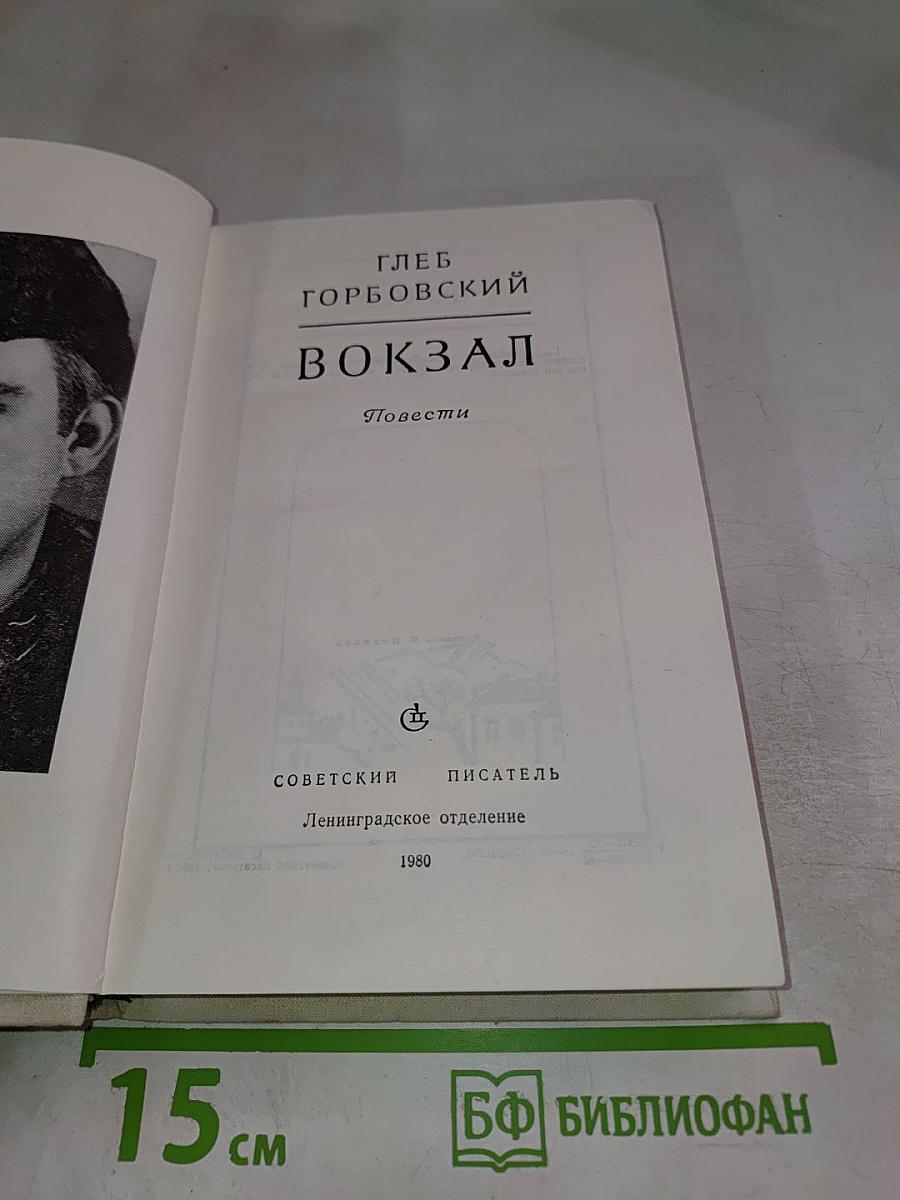 ГЛЕБ
ГОРБОВСКИЙ
ВОКЗАЛ
Повести
СОВЕТСКИЙ ПИСАТЕЛЬ
Ленинградское отделение
1980
15 см
БФ БИБЛИОФАН